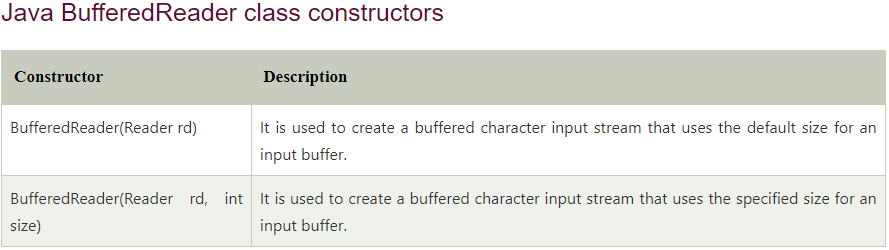 Java BufferedReader class constructors
Constructor Description
BufferedReader(Reader rd) It is used to create a buffered character input stream that uses the default size for an
input buffer.
BufferedReader(Reader rd, int It is used to create a buffered character input stream that uses the specified size for an
size) input buffer.